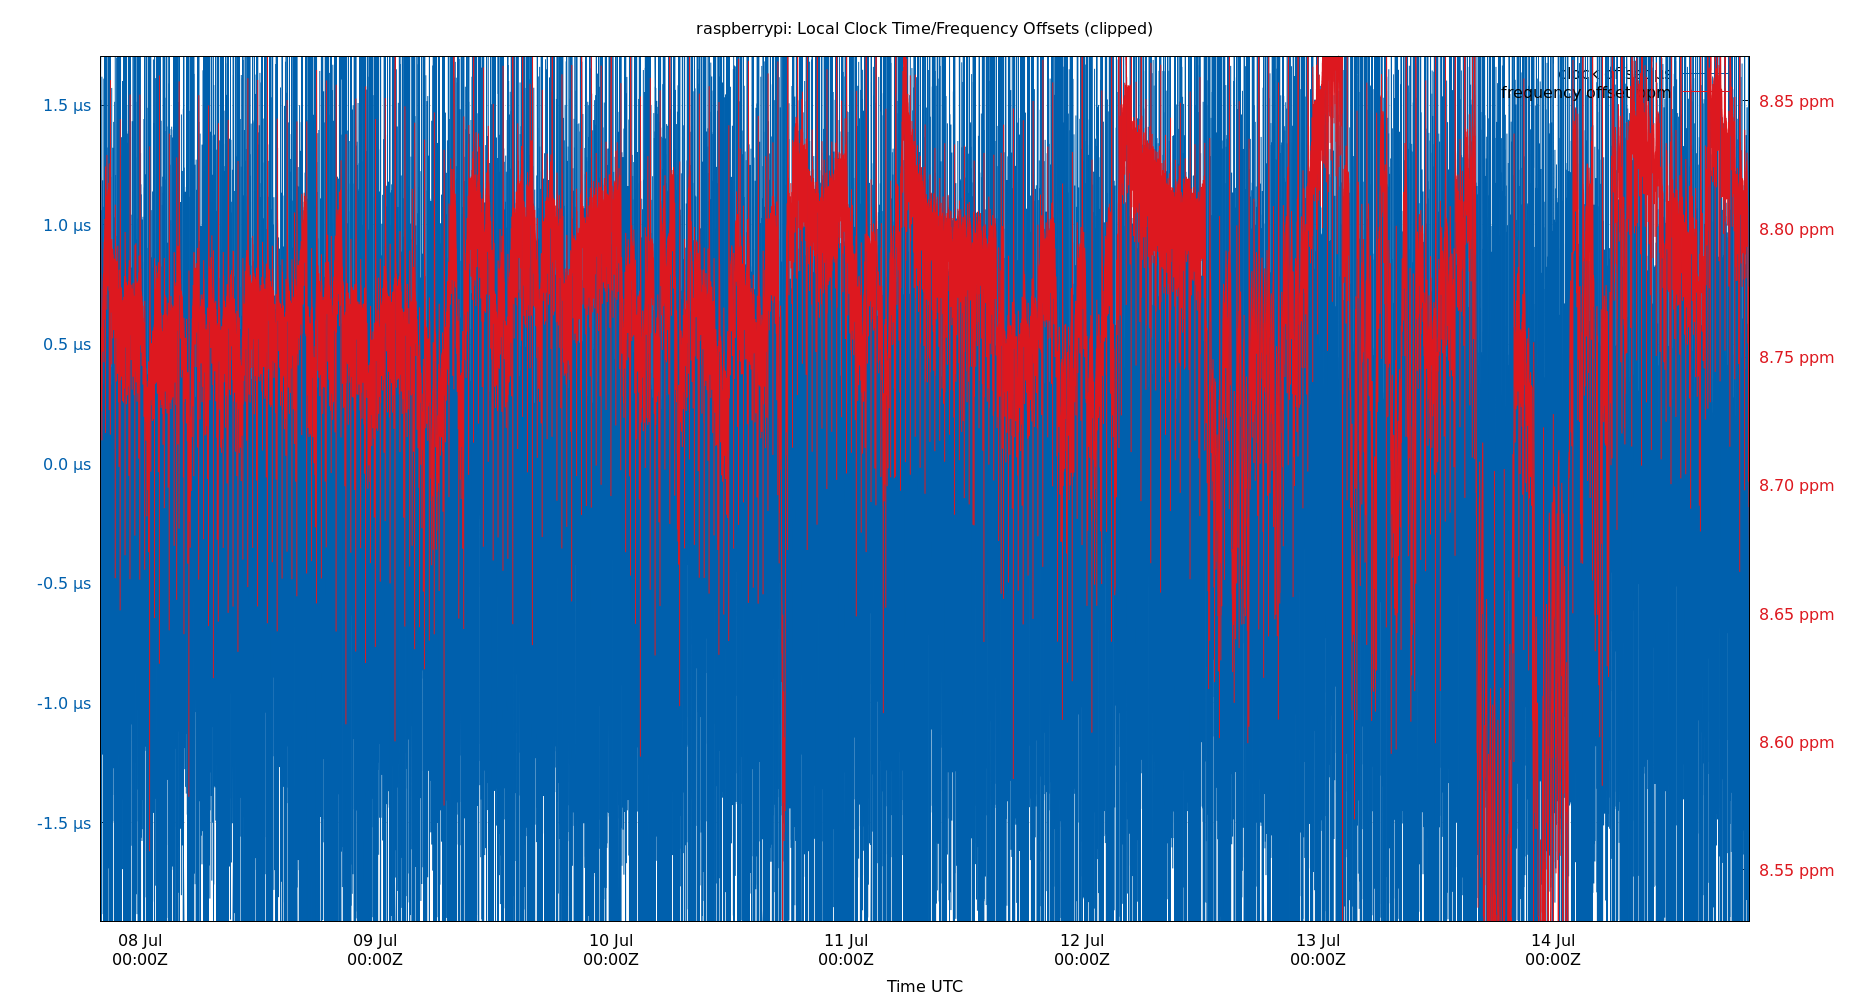 raspberrypi: Local Clock Time/Frequency Offsets (clipped)
clock offset µs
frequency offset ppm
1.5 µs
1.0 µs
0.5 µs
0.0 µs
-0.5 µs
-1.0 µs
-1.5 µs
8.85 ppm
8.80 ppm
8.75 ppm
8.70 ppm
8.65 ppm
8.60 ppm
8.55 ppm
08 Jul
00:00Z
09 Jul
00:00Z
10 Jul
00:00Z
11 Jul
00:00Z
12 Jul
00:00Z
13 Jul
00:00Z
14 Jul
00:00Z
Time UTC